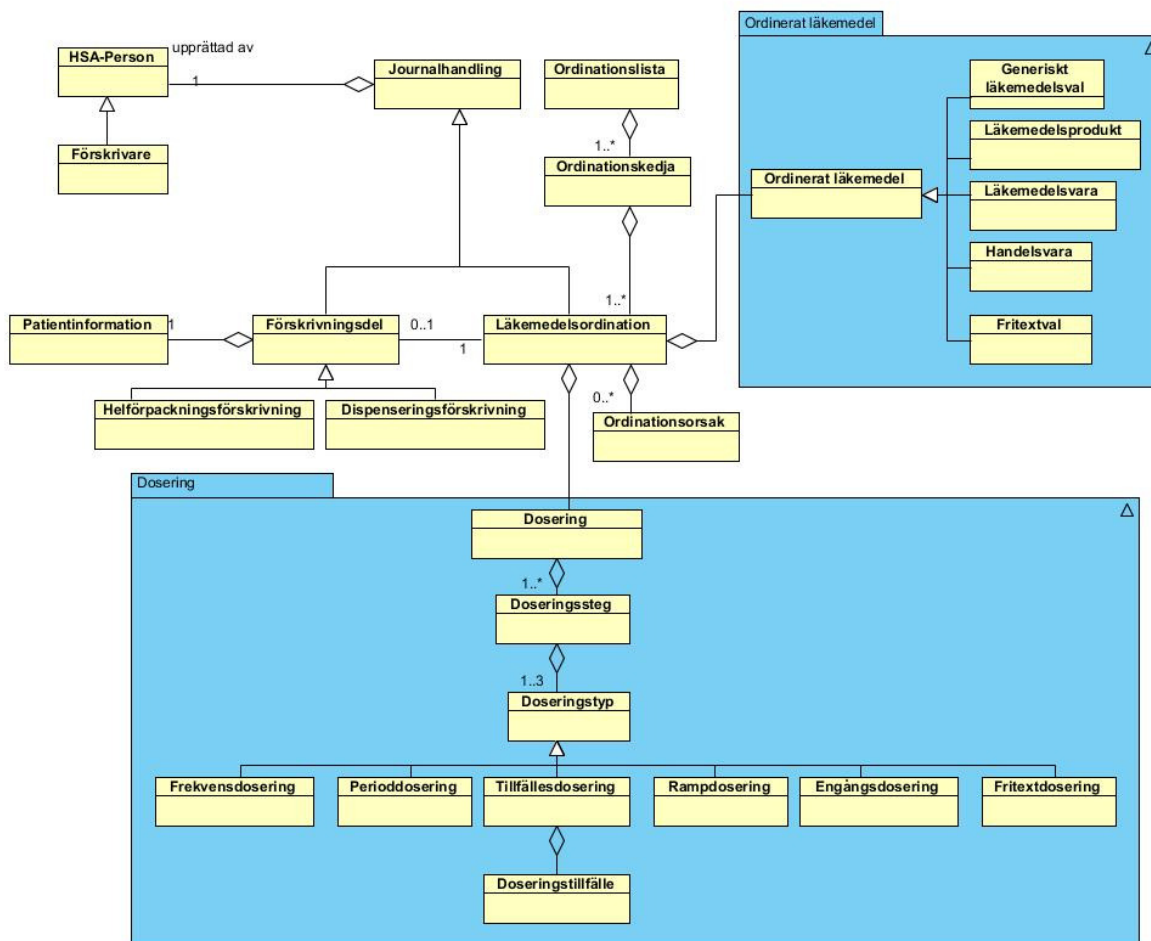 Ordinerat läkemedel
upprättad av
HSA-Person
1
Journalhandling
Ordinationslista
Generiskt
läkemedelsval
Läkemedelsprodukt
1..*
Förskrivare
Ordinationskedja
Ordinerat läkemedel
Läkemedelsvara
Handelsvara
1..*
Patientinformation
1
Förskrivningsdel
0..1
1
Läkemedelsordination
Fritextval
Helförpackningsförskrivning
Dispenseringsförskrivning
0..*
Ordinationsorsak
Dosering
Dosering
1..*
Doseringssteg
1..3
Doseringstyp
Frekvensdosering
Perioddosering
Tillfällesdosering
Rampdosering
Engångsdosering
Fritextdosering
Doseringstillfälle